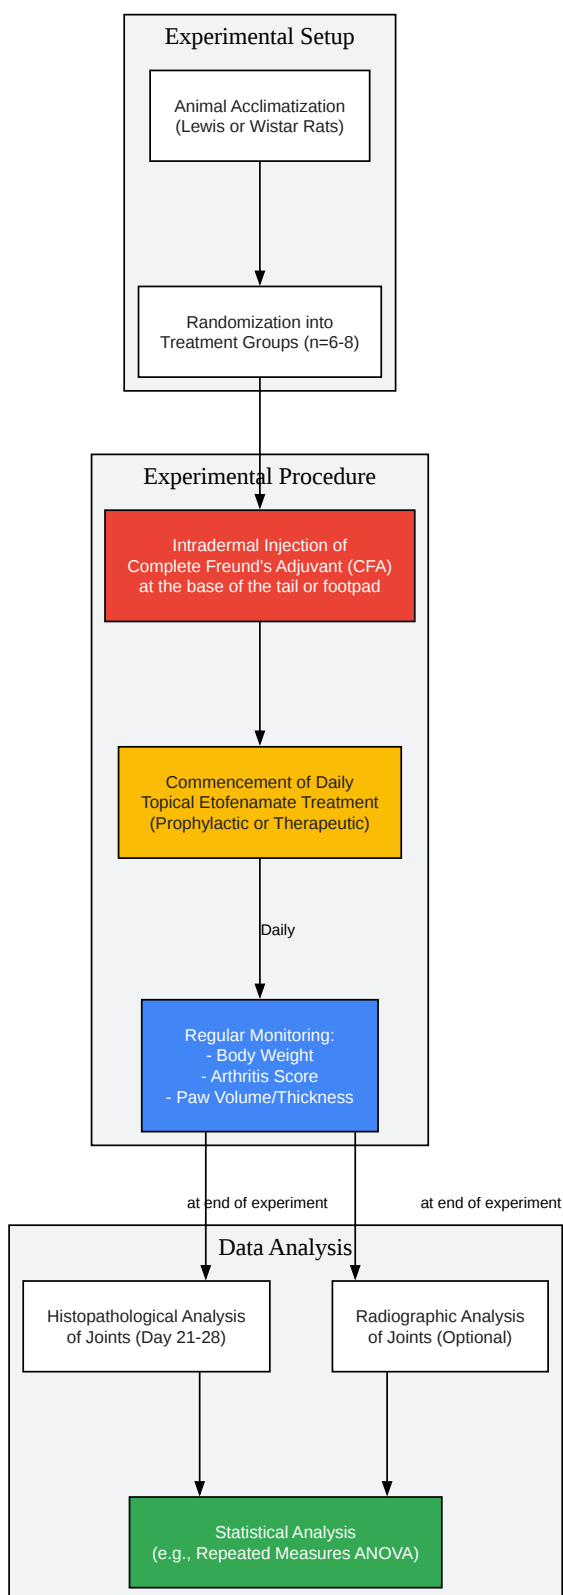 Experimental Setup
Animal Acclimatization
(Lewis or Wistar Rats)
Randomization into
Treatment Groups (n=6-8)
Experimental Procedure
Intradermal Injection of
Complete Freund's Adjuvant (CFA)
at the base of the tail or footpad
Commencement of Daily
Topical Etofenamate Treatment
(Prophylactic or Therapeutic)
Daily
Regular Monitoring:
- Body Weight
- Arthritis Score
- Paw Volume/Thickness
at end of experiment
at end of experiment
Data Analysis
Histopathological Analysis
of Joints (Day 21-28)
Radiographic Analysis
of Joints (Optional)
Statistical Analysis
(e.g., Repeated Measures ANOVA)